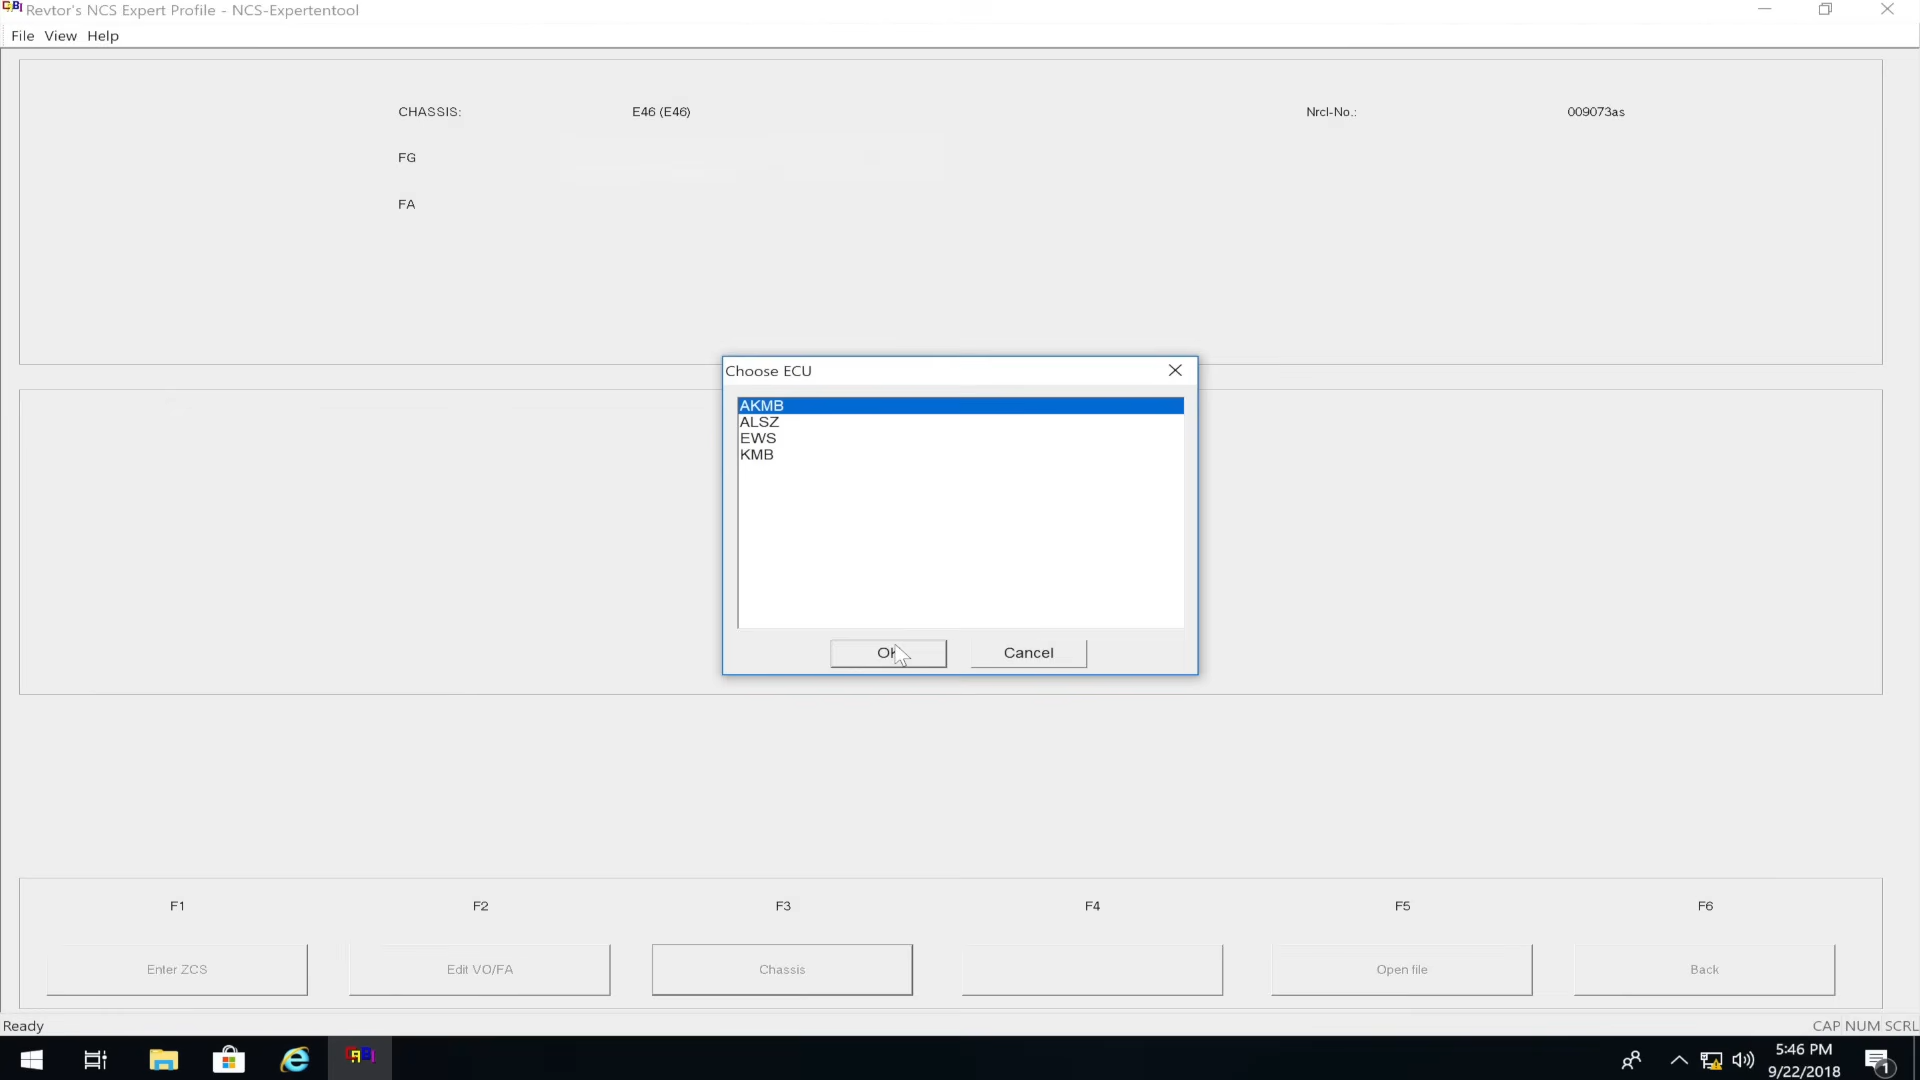 Revtor's NCS Expert Profile - NCS-Expertentool
File View Help
CHASSIS: E46 (E46) Nrcl-No.: 009073as
FG
FA
Choose ECU
AKMB
ALSZ
EWS
KMB
OK Cancel
F1 F2 F3 F4 F5 F6
Enter ZCS Edit VO/FA Chassis Open file Back
Ready CAP NUM SCRL
5:46 PM
9/22/2018
1